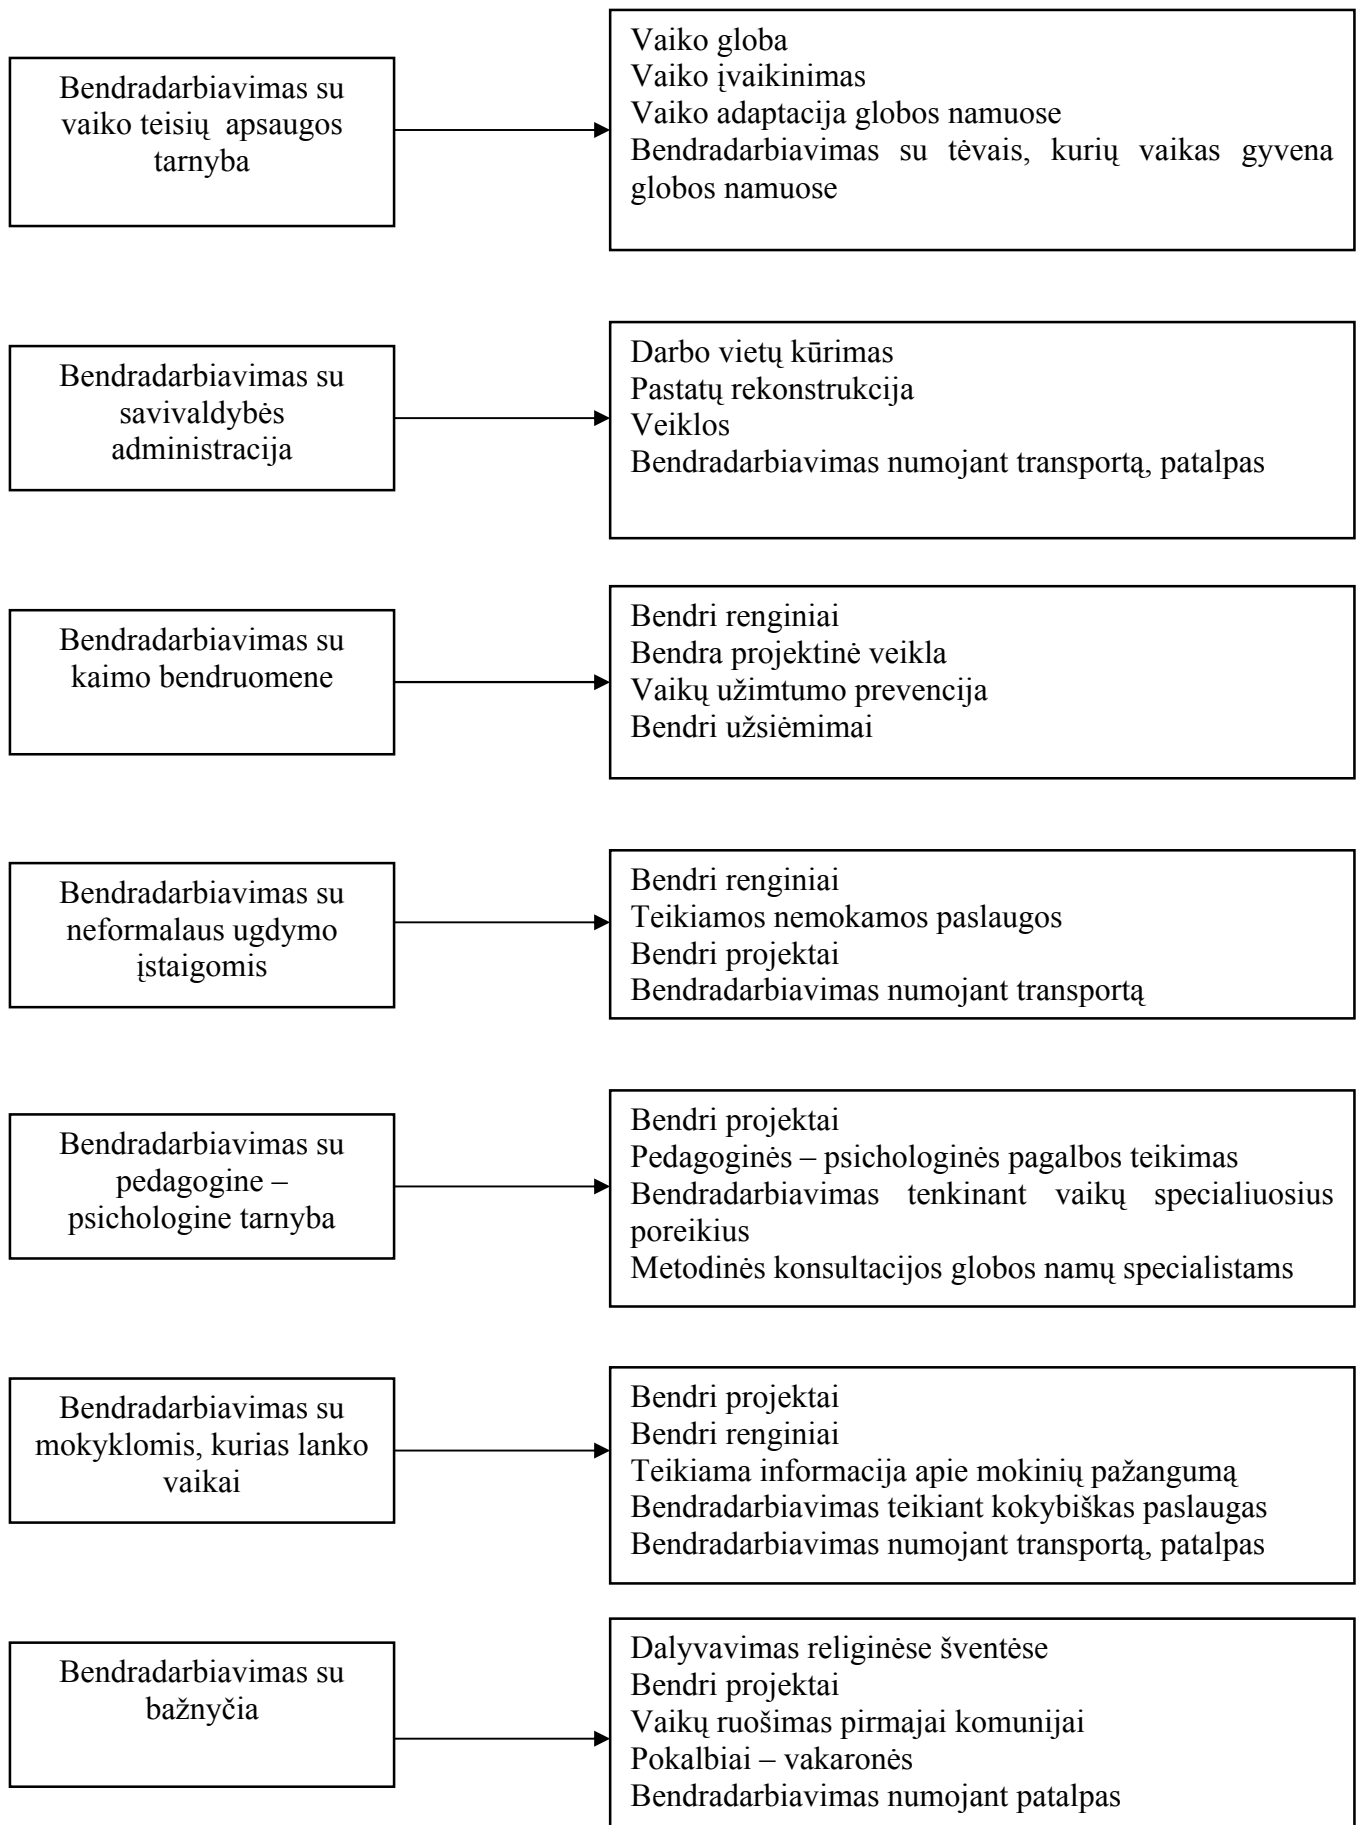 Bendradarbiavimas su
vaiko teisių apsaugos
tarnyba
Vaiko globa
Vaiko įvaikinimas
Vaiko adaptacija globos namuose
Bendradarbiavimas su tėvais, kurių vaikas gyvena
globos namuose
Bendradarbiavimas su
savivaldybės
administracija
Darbo vietų kūrimas
Pastatų rekonstrukcija
Veiklos
Bendradarbiavimas numojant transportą, patalpas
Bendradarbiavimas su
kaimo bendruomene
Bendri renginiai
Bendra projektinė veikla
Vaikų užimtumo prevencija
Bendri užsiėmimai
Bendradarbiavimas su
neformalaus ugdymo
įstaigomis
Bendri renginiai
Teikiamos nemokamos paslaugos
Bendri projektai
Bendradarbiavimas numojant transportą
Bendradarbiavimas su
pedagogine –
psichologine tarnyba
Bendri projektai
Pedagoginės – psichologinės pagalbos teikimas
Bendradarbiavimas tenkinant vaikų specialiuosius
poreikius
Metodinės konsultacijos globos namų specialistams
Bendradarbiavimas su
mokyklomis, kurias lanko
vaikai
Bendri projektai
Bendri renginiai
Teikiama informacija apie mokinių pažangumą
Bendradarbiavimas teikiant kokybiškas paslaugas
Bendradarbiavimas numojant transportą, patalpas
Bendradarbiavimas su
bažnyčia
Dalyvavimas religinėse šventėse
Bendri projektai
Vaikų ruošimas pirmajai komunijai
Pokalbiai – vakaronės
Bendradarbiavimas numojant patalpas